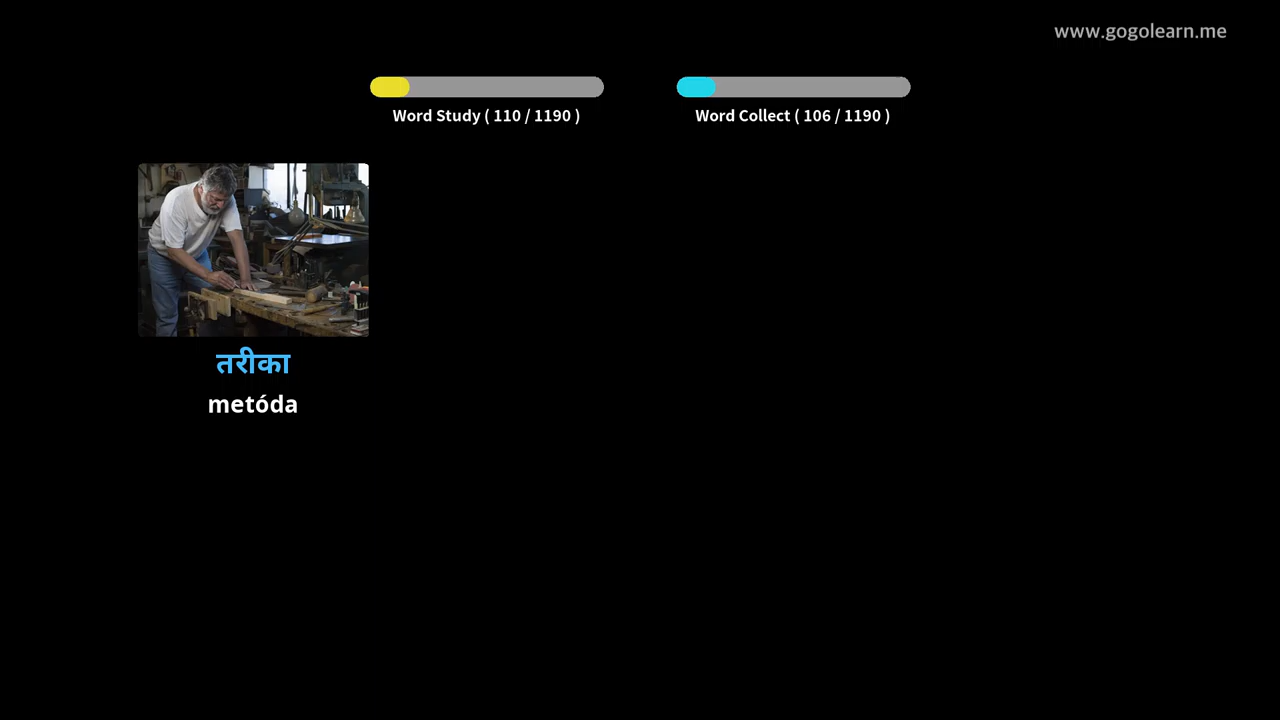 www.gogolearn.me
Word Study ( 110 / 1190 )
Word Collect ( 106 / 1190 )
तरीका
metóda